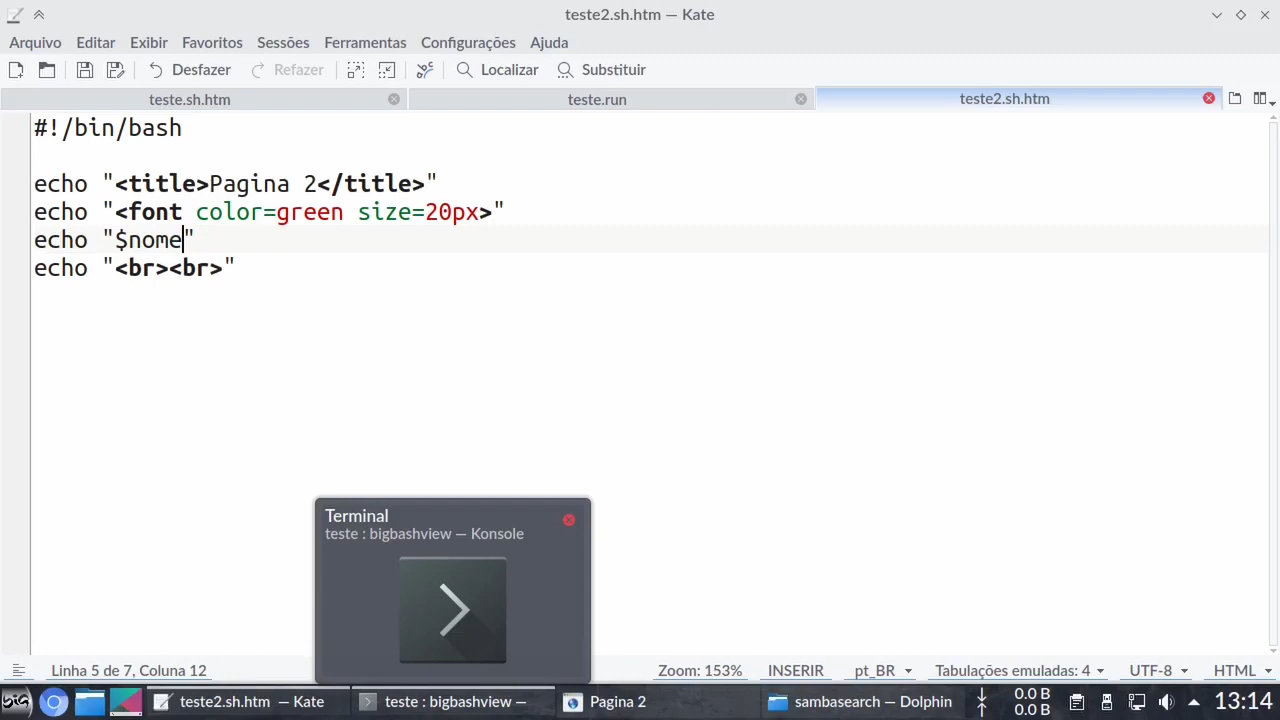 teste2.sh.htm — Kate
Arquivo Editar Exibir Favoritos Sessões Ferramentas Configurações Ajuda
Desfazer Refazer Localizar Substituir
teste.sh.htm teste.run teste2.sh.htm
#!/bin/bash
echo "<title>Pagina 2</title>"
echo "<font color=green size=20px>"
echo "$nome"
echo "<br><br>"
Terminal
teste : bigbashview — Konsole
Linha 5 de 7, Coluna 12 Zoom: 153% INSERIR pt_BR Tabulações emuladas: 4 UTF-8 HTML
teste2.sh.htm — Kate teste : bigbashview — Pagina 2 sambasearch — Dolphin 0.0 B 13:14
0.0 B